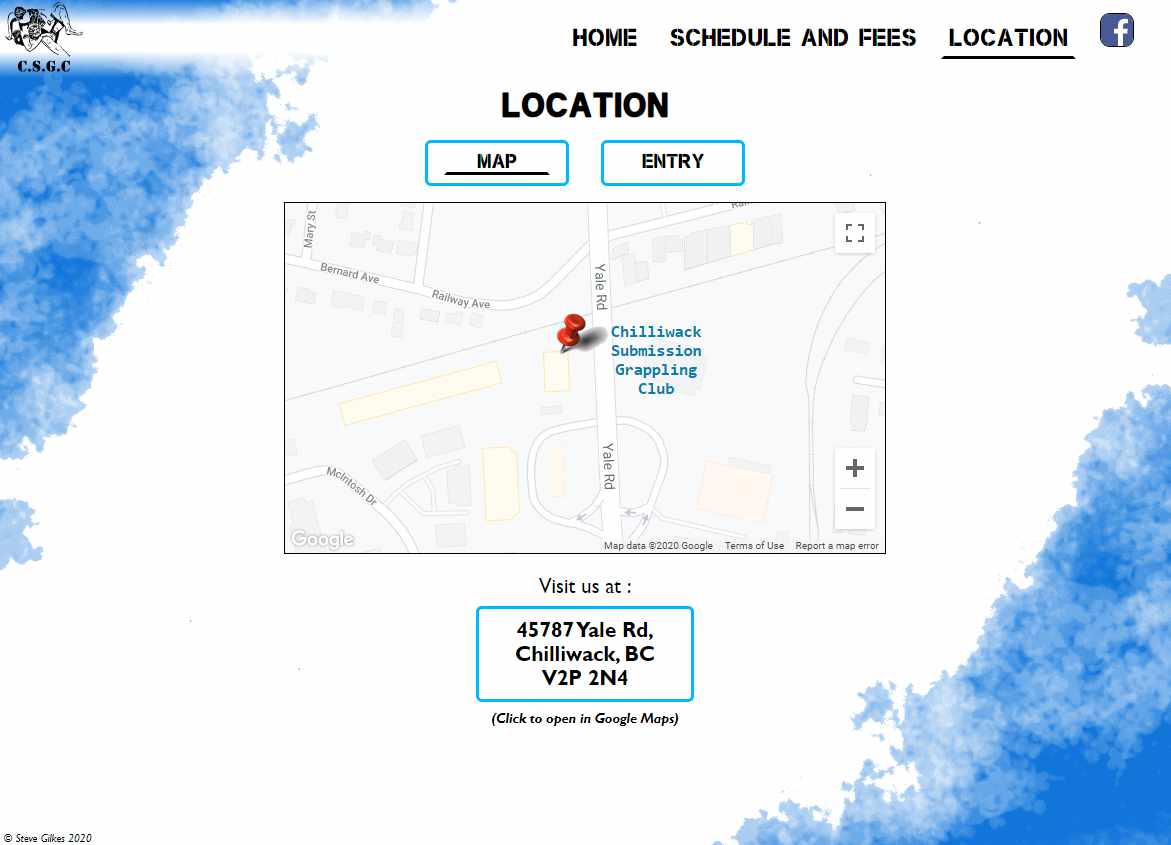 C.S.G.C
HOME
SCHEDULE AND FEES
LOCATION
f
LOCATION
MAP
ENTRY
Mary St
Bernard Ave
Railway Ave
Yale Rd
Chilliwack
Submission
Grappling
Club
Yale Rd
McIntosh Dr
Google
Map data ©2020 Google
Terms of Use
Report a map error
Visit us at :
45787 Yale Rd,
Chilliwack, BC
V2P 2N4
(Click to open in Google Maps)
© Steve Gilkes 2020